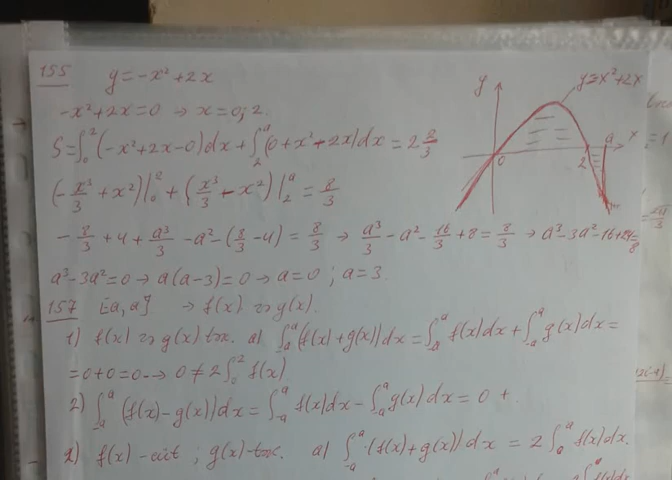 155 y=-x²+2x
-x²+2x=0 → x=0;2.
S=∫₀²(-x²+2x-0)dx+∫₂ᵃ(0+x²-2x)dx=2 2/3
(-x³/3+x²)|₀²+(x³/3-x²)|₂ᵃ=8/3
-8/3+4+a³/3-a²-(8/3-4)=8/3 → a³/3-a²-16/3+8=8/3 → a³-3a²-16+24=8
a³-3a²=0 → a(a-3)=0 → a=0; a=3.
y
y=x²+2x
0
2
a
x
157 [a,a] → f(x) g(x).
1) f(x) g(x) a) ∫₋ₐᵃ(f(x)+g(x))dx=∫₋ₐᵃ f(x)dx+∫₋ₐᵃ g(x)dx=
=0+0=0 → 0≠2∫₀² f(x)
2) ∫₋ₐᵃ(f(x)-g(x))dx=∫₋ₐᵃ f(x)dx-∫₋ₐᵃ g(x)dx=0 +
2) f(x) - ; g(x) - a) ∫₋ₐᵃ(f(x)+g(x))dx=2∫₀ᵃ f(x)dx.